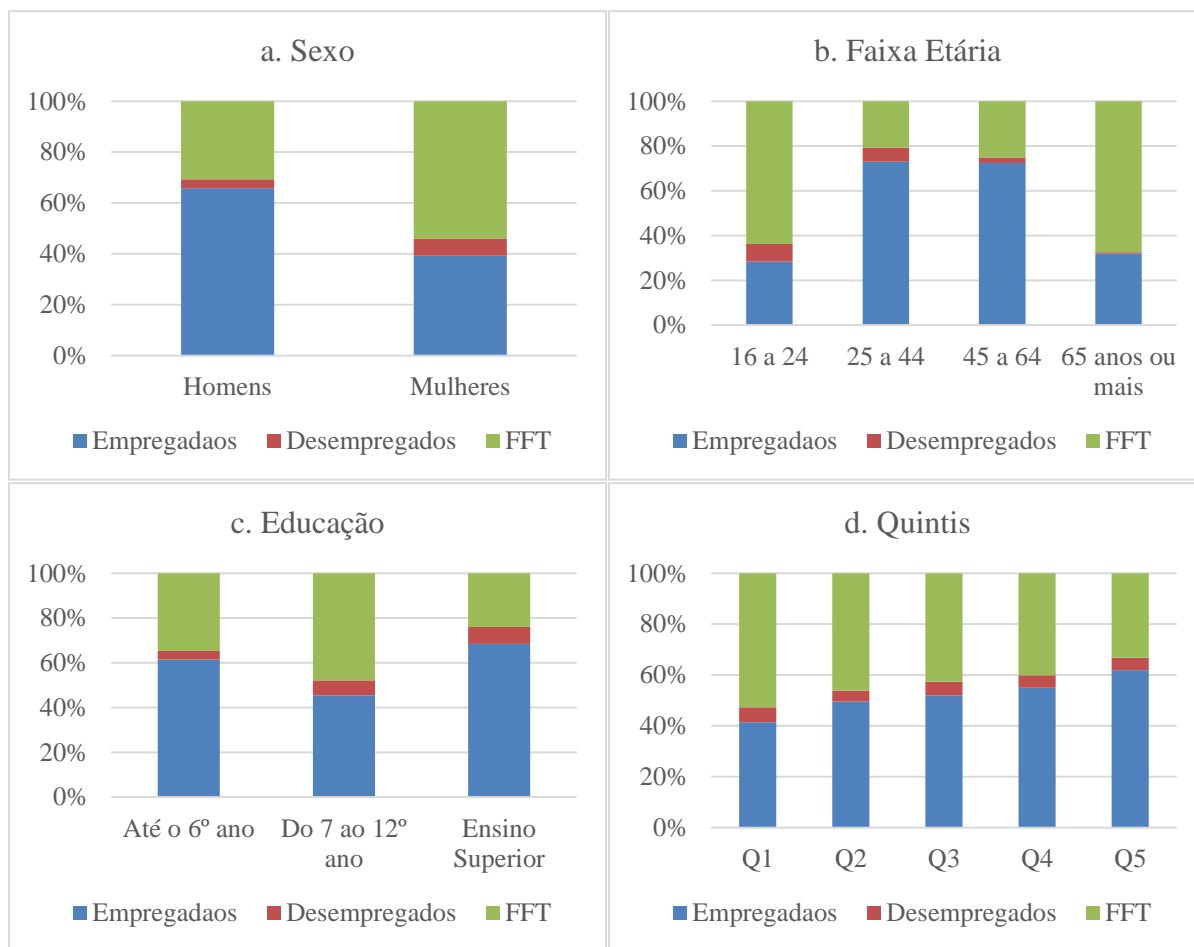 a. Sexo
100%
80%
60%
40%
20%
0%
Homens Mulheres
Empregadaos Desempregados FFT
b. Faixa Etária
100%
80%
60%
40%
20%
0%
16 a 24 25 a 44 45 a 64 65 anos ou
mais
Empregadaos Desempregados FFT
c. Educação
100%
80%
60%
40%
20%
0%
Até o 6º ano Do 7 ao 12º Ensino
ano Superior
Empregadaos Desempregados FFT
d. Quintis
100%
80%
60%
40%
20%
0%
Q1 Q2 Q3 Q4 Q5
Empregadaos Desempregados FFT